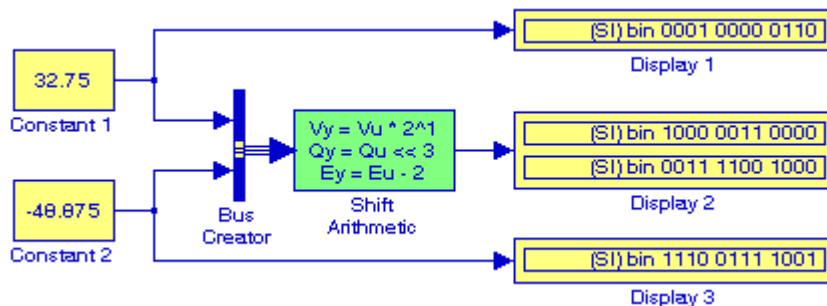 32.75
Constant 1
-48.875
Constant 2
Bus
Creator
Vy = Vu * 2^1
Qy = Qu << 3
Ey = Eu - 2
Shift
Arithmetic
(SI) bin 0001 0000 0110
Display 1
(SI) bin 1000 0011 0000
(SI) bin 0011 1100 1000
Display 2
(SI) bin 1110 0111 1001
Display 3